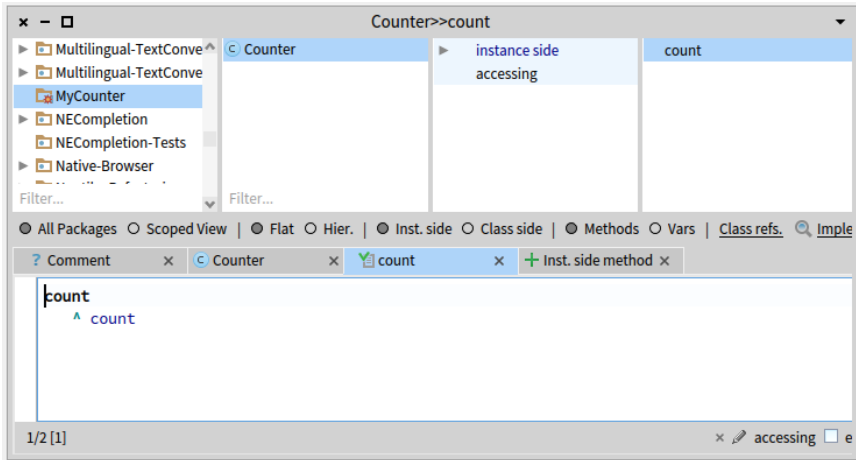 Counter>>count
Multilingual-TextConve
Multilingual-TextConve
MyCounter
NECompletion
NECompletion-Tests
Native-Browser
Filter...
Counter
Filter...
instance side
accessing
count
All Packages Scoped View | Flat Hier. | Inst. side Class side | Methods Vars | Class refs. Imple
? Comment × Counter × count × + Inst. side method ×
count
^ count
1/2 [1] × accessing e